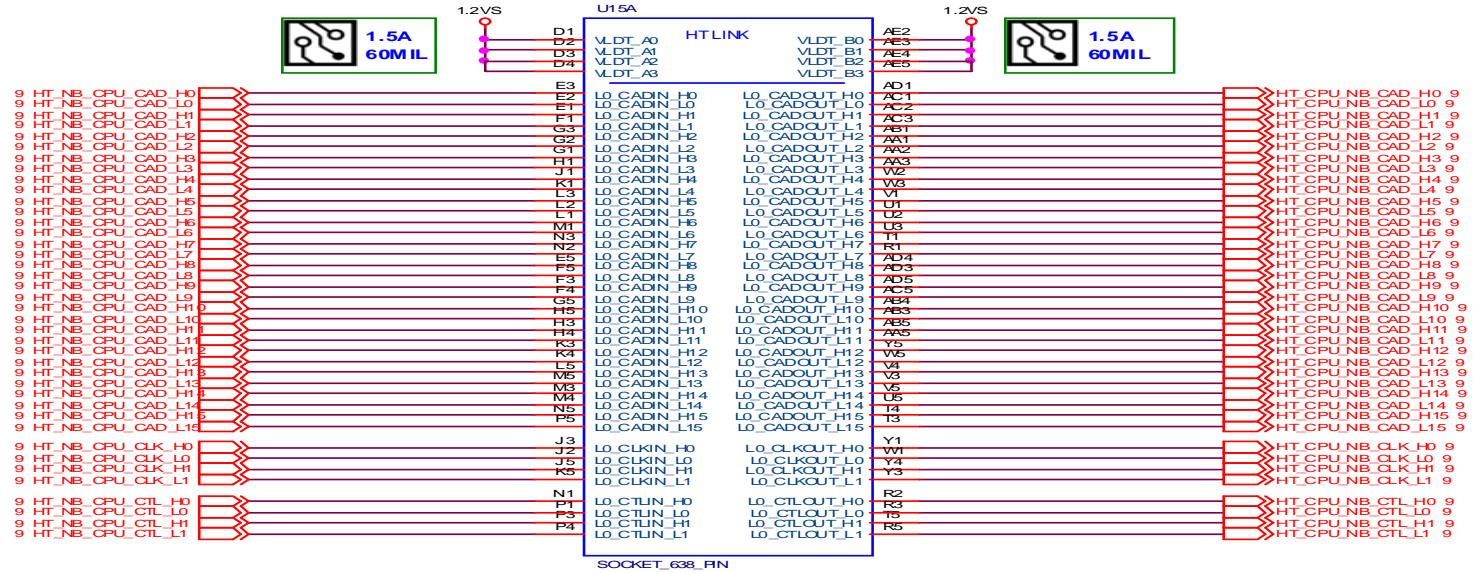 1.2VS U15A 1.2VS
1.5A
60MIL
HT LINK
1.5A
60MIL
D1 VLDT_A0 VLDT_B0 AE2
D2 VLDT_A1 VLDT_B1 AE3
D3 VLDT_A2 VLDT_B2 AE4
D4 VLDT_A3 VLDT_B3 AE5
9 HT_NB_CPU_CAD_H0 E3 L0_CADIN_H0 L0_CADOUT_H0 AD1 HT_CPU_NB_CAD_H0 9
9 HT_NB_CPU_CAD_L0 E2 L0_CADIN_L0 L0_CADOUT_L0 AC1 HT_CPU_NB_CAD_L0 9
9 HT_NB_CPU_CAD_H1 E1 L0_CADIN_H1 L0_CADOUT_H1 AC2 HT_CPU_NB_CAD_H1 9
9 HT_NB_CPU_CAD_L1 F1 L0_CADIN_L1 L0_CADOUT_L1 AC3 HT_CPU_NB_CAD_L1 9
9 HT_NB_CPU_CAD_H2 G3 L0_CADIN_H2 L0_CADOUT_H2 AB1 HT_CPU_NB_CAD_H2 9
9 HT_NB_CPU_CAD_L2 G2 L0_CADIN_L2 L0_CADOUT_L2 AA1 HT_CPU_NB_CAD_L2 9
9 HT_NB_CPU_CAD_H3 G1 L0_CADIN_H3 L0_CADOUT_H3 AA2 HT_CPU_NB_CAD_H3 9
9 HT_NB_CPU_CAD_L3 H1 L0_CADIN_L3 L0_CADOUT_L3 AA3 HT_CPU_NB_CAD_L3 9
9 HT_NB_CPU_CAD_H4 J1 L0_CADIN_H4 L0_CADOUT_H4 W2 HT_CPU_NB_CAD_H4 9
9 HT_NB_CPU_CAD_L4 K1 L0_CADIN_L4 L0_CADOUT_L4 W3 HT_CPU_NB_CAD_L4 9
9 HT_NB_CPU_CAD_H5 L3 L0_CADIN_H5 L0_CADOUT_H5 V1 HT_CPU_NB_CAD_H5 9
9 HT_NB_CPU_CAD_L5 L2 L0_CADIN_L5 L0_CADOUT_L5 U1 HT_CPU_NB_CAD_L5 9
9 HT_NB_CPU_CAD_H6 L1 L0_CADIN_H6 L0_CADOUT_H6 U2 HT_CPU_NB_CAD_H6 9
9 HT_NB_CPU_CAD_L6 M1 L0_CADIN_L6 L0_CADOUT_L6 U3 HT_CPU_NB_CAD_L6 9
9 HT_NB_CPU_CAD_H7 N3 L0_CADIN_H7 L0_CADOUT_H7 T1 HT_CPU_NB_CAD_H7 9
9 HT_NB_CPU_CAD_L7 N2 L0_CADIN_L7 L0_CADOUT_L7 R1 HT_CPU_NB_CAD_L7 9
9 HT_NB_CPU_CAD_H8 E5 L0_CADIN_H8 L0_CADOUT_H8 AD4 HT_CPU_NB_CAD_H8 9
9 HT_NB_CPU_CAD_L8 F5 L0_CADIN_L8 L0_CADOUT_L8 AD3 HT_CPU_NB_CAD_L8 9
9 HT_NB_CPU_CAD_H9 F3 L0_CADIN_H9 L0_CADOUT_H9 AD5 HT_CPU_NB_CAD_H9 9
9 HT_NB_CPU_CAD_L9 F4 L0_CADIN_L9 L0_CADOUT_L9 AC5 HT_CPU_NB_CAD_L9 9
9 HT_NB_CPU_CAD_H10 G5 L0_CADIN_H10 L0_CADOUT_H10 AB4 HT_CPU_NB_CAD_H10 9
9 HT_NB_CPU_CAD_L10 H5 L0_CADIN_L10 L0_CADOUT_L10 AB3 HT_CPU_NB_CAD_L10 9
9 HT_NB_CPU_CAD_H11 H3 L0_CADIN_H11 L0_CADOUT_H11 AB5 HT_CPU_NB_CAD_H11 9
9 HT_NB_CPU_CAD_L11 H4 L0_CADIN_L11 L0_CADOUT_L11 AA5 HT_CPU_NB_CAD_L11 9
9 HT_NB_CPU_CAD_H12 K3 L0_CADIN_H12 L0_CADOUT_H12 Y5 HT_CPU_NB_CAD_H12 9
9 HT_NB_CPU_CAD_L12 K4 L0_CADIN_L12 L0_CADOUT_L12 W5 HT_CPU_NB_CAD_L12 9
9 HT_NB_CPU_CAD_H13 L5 L0_CADIN_H13 L0_CADOUT_H13 V4 HT_CPU_NB_CAD_H13 9
9 HT_NB_CPU_CAD_L13 M5 L0_CADIN_L13 L0_CADOUT_L13 V3 HT_CPU_NB_CAD_L13 9
9 HT_NB_CPU_CAD_H14 M3 L0_CADIN_H14 L0_CADOUT_H14 V5 HT_CPU_NB_CAD_H14 9
9 HT_NB_CPU_CAD_L14 M4 L0_CADIN_L14 L0_CADOUT_L14 U5 HT_CPU_NB_CAD_L14 9
9 HT_NB_CPU_CAD_H15 N5 L0_CADIN_H15 L0_CADOUT_H15 T4 HT_CPU_NB_CAD_H15 9
9 HT_NB_CPU_CAD_L15 P5 L0_CADIN_L15 L0_CADOUT_L15 T3 HT_CPU_NB_CAD_L15 9
9 HT_NB_CPU_CLK_H0 J3 L0_CLKIN_H0 L0_CLKOUT_H0 Y1 HT_CPU_NB_CLK_H0 9
9 HT_NB_CPU_CLK_L0 J2 L0_CLKIN_L0 L0_CLKOUT_L0 W1 HT_CPU_NB_CLK_L0 9
9 HT_NB_CPU_CLK_H1 J5 L0_CLKIN_H1 L0_CLKOUT_H1 Y4 HT_CPU_NB_CLK_H1 9
9 HT_NB_CPU_CLK_L1 K5 L0_CLKIN_L1 L0_CLKOUT_L1 Y3 HT_CPU_NB_CLK_L1 9
9 HT_NB_CPU_CTL_H0 N1 L0_CTLIN_H0 L0_CTLOUT_H0 R2 HT_CPU_NB_CTL_H0 9
9 HT_NB_CPU_CTL_L0 P1 L0_CTLIN_L0 L0_CTLOUT_L0 R3 HT_CPU_NB_CTL_L0 9
9 HT_NB_CPU_CTL_H1 P3 L0_CTLIN_H1 L0_CTLOUT_H1 T5 HT_CPU_NB_CTL_H1 9
9 HT_NB_CPU_CTL_L1 P4 L0_CTLIN_L1 L0_CTLOUT_L1 R5 HT_CPU_NB_CTL_L1 9
SOCKET_638_PIN